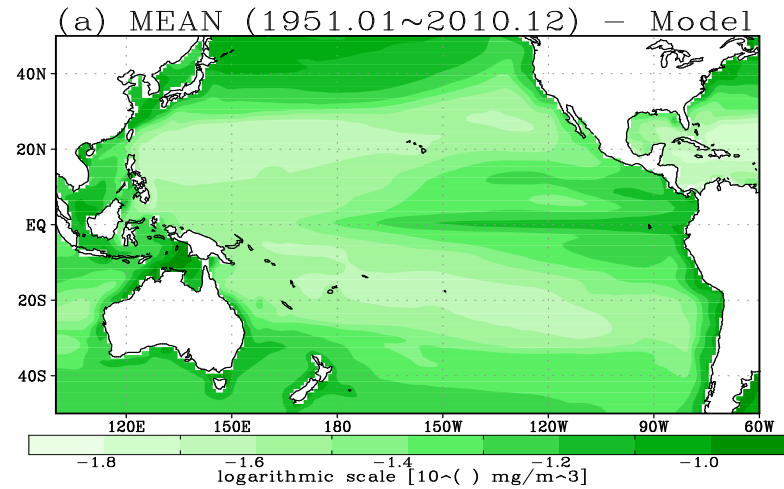 (a) MEAN (1951.01~2010.12) – Model
40N
20N
EQ
20S
40S
120E 150E 180 150W 120W 90W 60W
−1.8 −1.6 −1.4 −1.2 −1.0
logarithmic scale [10^( ) mg/m^3]